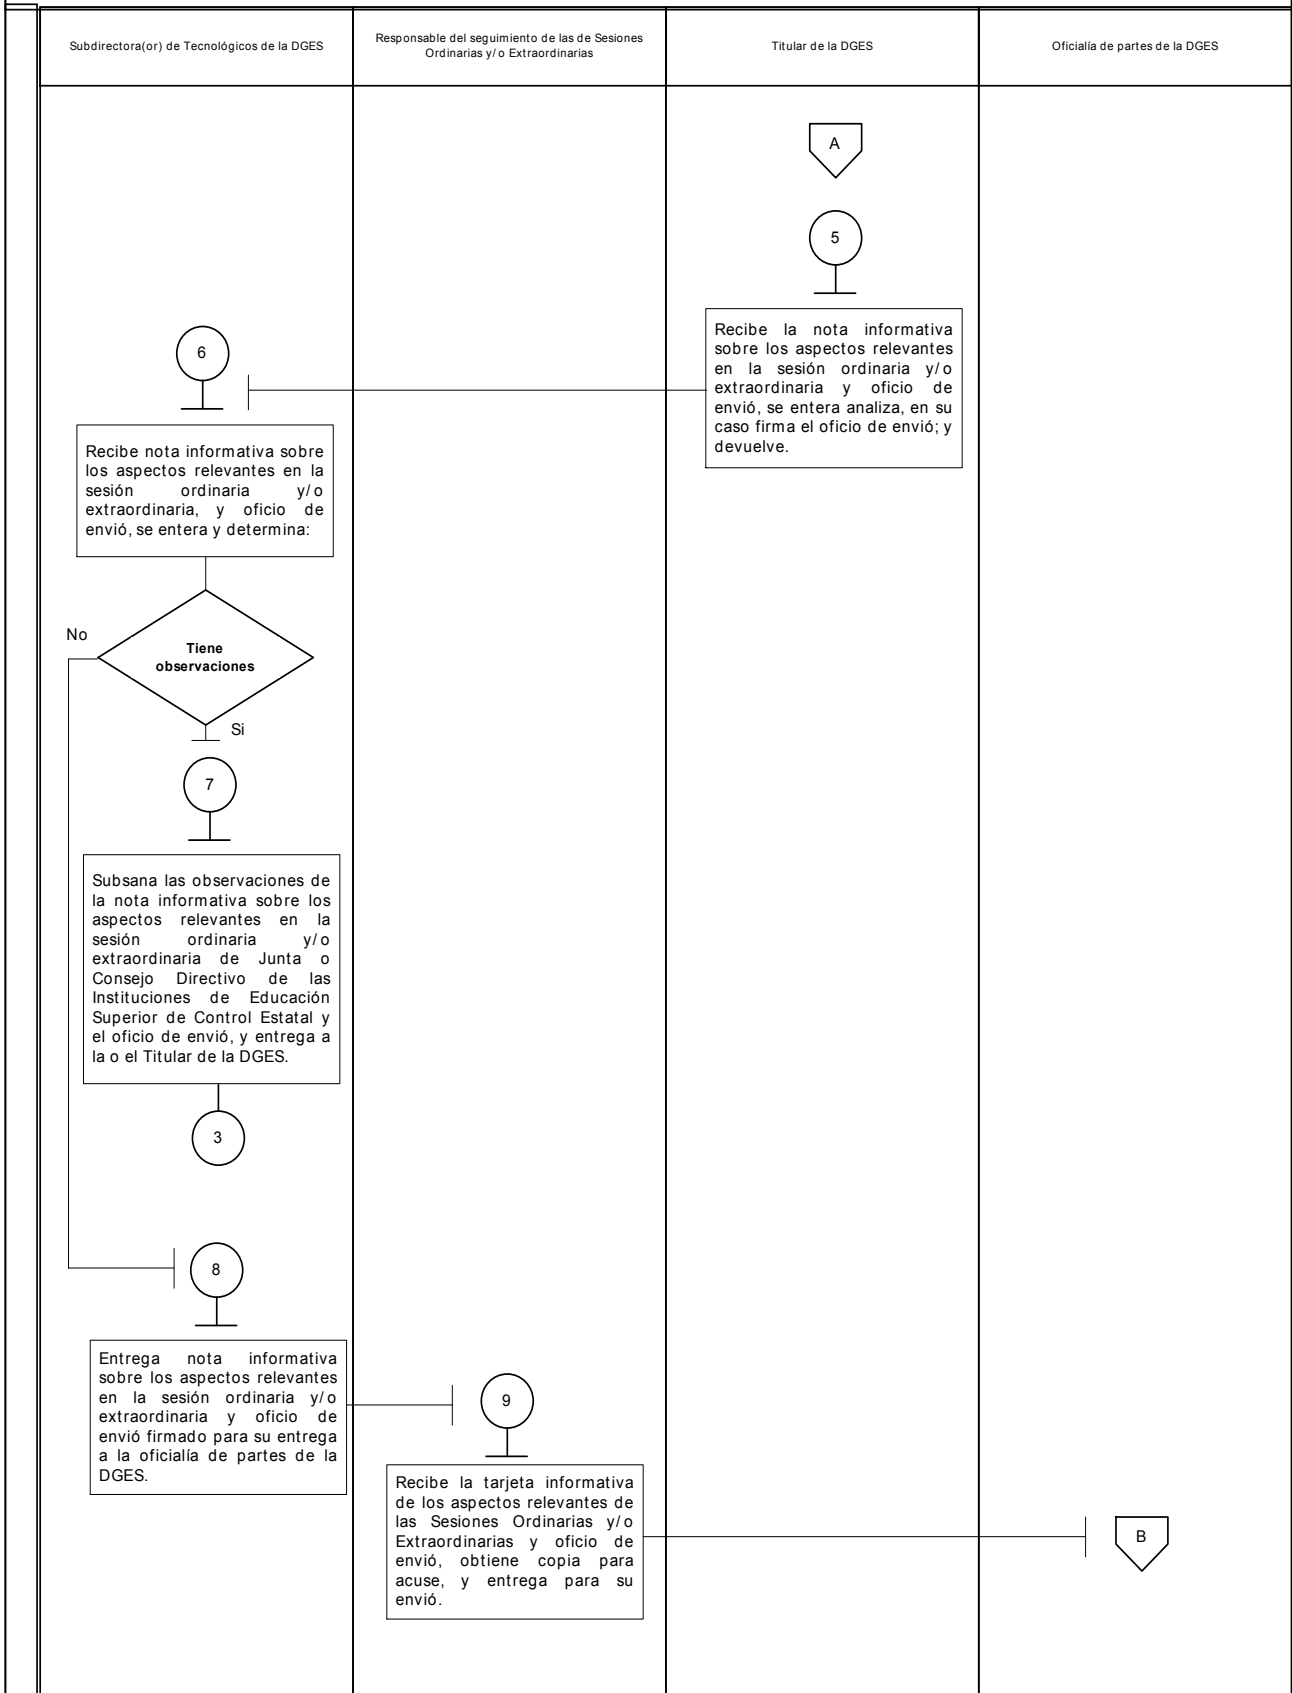 Subdirectora(or) de Tecnológicos de la DGES
Responsable del seguimiento de las de Sesiones
Ordinarias y/o Extraordinarias
Titular de la DGES
Oficialía de partes de la DGES
A
5
Recibe la nota informativa
sobre los aspectos relevantes
en la sesión ordinaria y/o
extraordinaria y oficio de
envió, se entera analiza, en su
caso firma el oficio de envió; y
devuelve.
6
Recibe nota informativa sobre
los aspectos relevantes en la
sesión ordinaria y/o
extraordinaria, y oficio de
envió, se entera y determina:
No
Tiene
observaciones
Si
7
Subsana las observaciones de
la nota informativa sobre los
aspectos relevantes en la
sesión ordinaria y/o
extraordinaria de Junta o
Consejo Directivo de las
Instituciones de Educación
Superior de Control Estatal y
el oficio de envió, y entrega a
la o el Titular de la DGES.
3
8
Entrega nota informativa
sobre los aspectos relevantes
en la sesión ordinaria y/o
extraordinaria y oficio de
envió firmado para su entrega
a la oficialía de partes de la
DGES.
9
Recibe la tarjeta informativa
de los aspectos relevantes de
las Sesiones Ordinarias y/o
Extraordinarias y oficio de
envió, obtiene copia para
acuse, y entrega para su
envió.
B